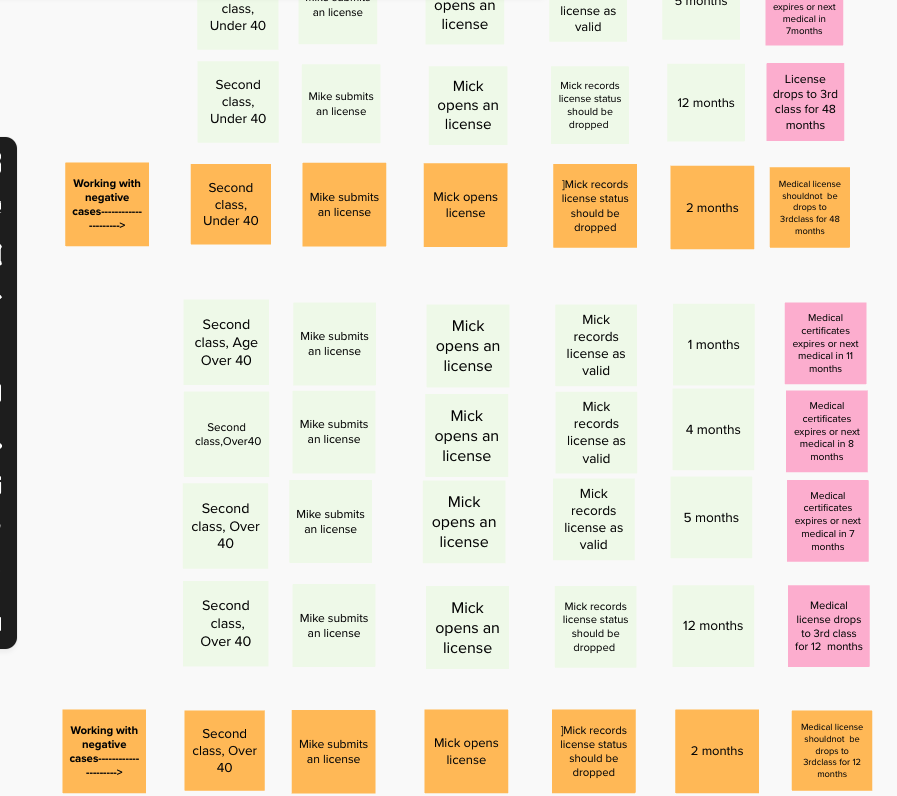 class,
Under 40
an license
opens an
license
license as
valid
5 months
expires or next
medical in
7months
Second
class,
Under 40
Mike submits
an license
Mick
opens an
license
Mick records
license status
should be
dropped
12 months
License
drops to 3rd
class for 48
months
Working with
negative
cases------------
--------------------->
Second
class,
Under 40
Mike submits
an license
Mick opens
license
]Mick records
license status
should be
dropped
2 months
Medical license
shouldnot  be
drops to
3rdclass for 48
months
Second
class, Age
Over 40
Mike submits
an license
Mick
opens an
license
Mick
records
license as
valid
1 months
Medical
certificates
expires or next
medical in 11
months
Second
class,Over40
Mike submits
an license
Mick
opens an
license
Mick
records
license as
valid
4 months
Medical
certificates
expires or next
medical in 8
months
Second
class, Over
40
Mike submits
an license
Mick
opens an
license
Mick
records
license as
valid
5 months
Medical
certificates
expires or next
medical in 7
months
Second
class,
Over 40
Mike submits
an license
Mick
opens an
license
Mick records
license status
should be
dropped
12 months
Medical
license drops
to 3rd class
for 12  months
Working with
negative
cases------------
--------------------->
Second
class, Over
40
Mike submits
an license
Mick opens
license
]Mick records
license status
should be
dropped
2 months
Medical license
shouldnot  be
drops to
3rdclass for 12
months